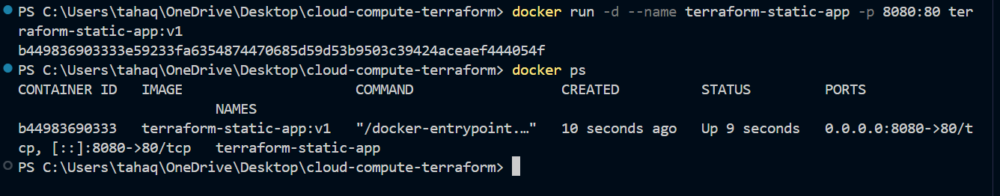 PS C:\Users\tahaq\OneDrive\Desktop\cloud-compute-terraform> docker run -d --name terraform-static-app -p 8080:80 ter
raform-static-app:v1
b449836903333e59233fa6354874470685d59d53b9503c39424aceaef444054f
PS C:\Users\tahaq\OneDrive\Desktop\cloud-compute-terraform> docker ps
CONTAINER ID   IMAGE                     COMMAND                  CREATED          STATUS         PORTS
                        NAMES
b44983690333   terraform-static-app:v1   "/docker-entrypoint.…"   10 seconds ago   Up 9 seconds   0.0.0.0:8080->80/t
cp, [::]:8080->80/tcp   terraform-static-app
PS C:\Users\tahaq\OneDrive\Desktop\cloud-compute-terraform>